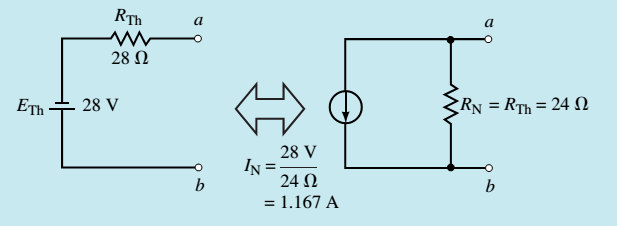 R_Th
a
28 Ω
E_Th
28 V
b
I_N = 28 V / 24 Ω
= 1.167 A
a
R_N = R_Th = 24 Ω
b